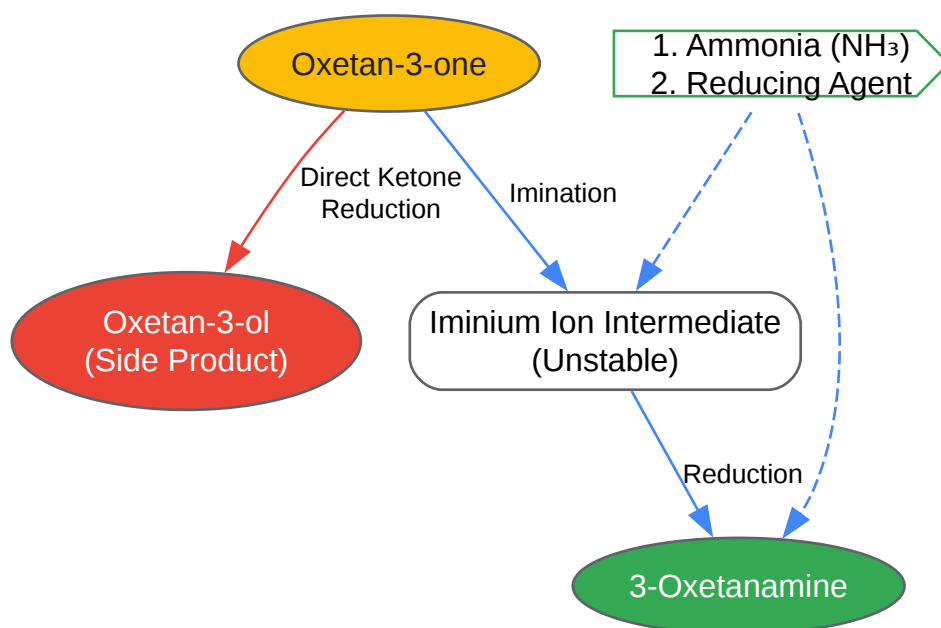 Oxetan-3-one
1. Ammonia (NH₃)
2. Reducing Agent
Direct Ketone
Reduction
Imination
Oxetan-3-ol
(Side Product)
Iminium Ion Intermediate
(Unstable)
Reduction
3-Oxetanamine